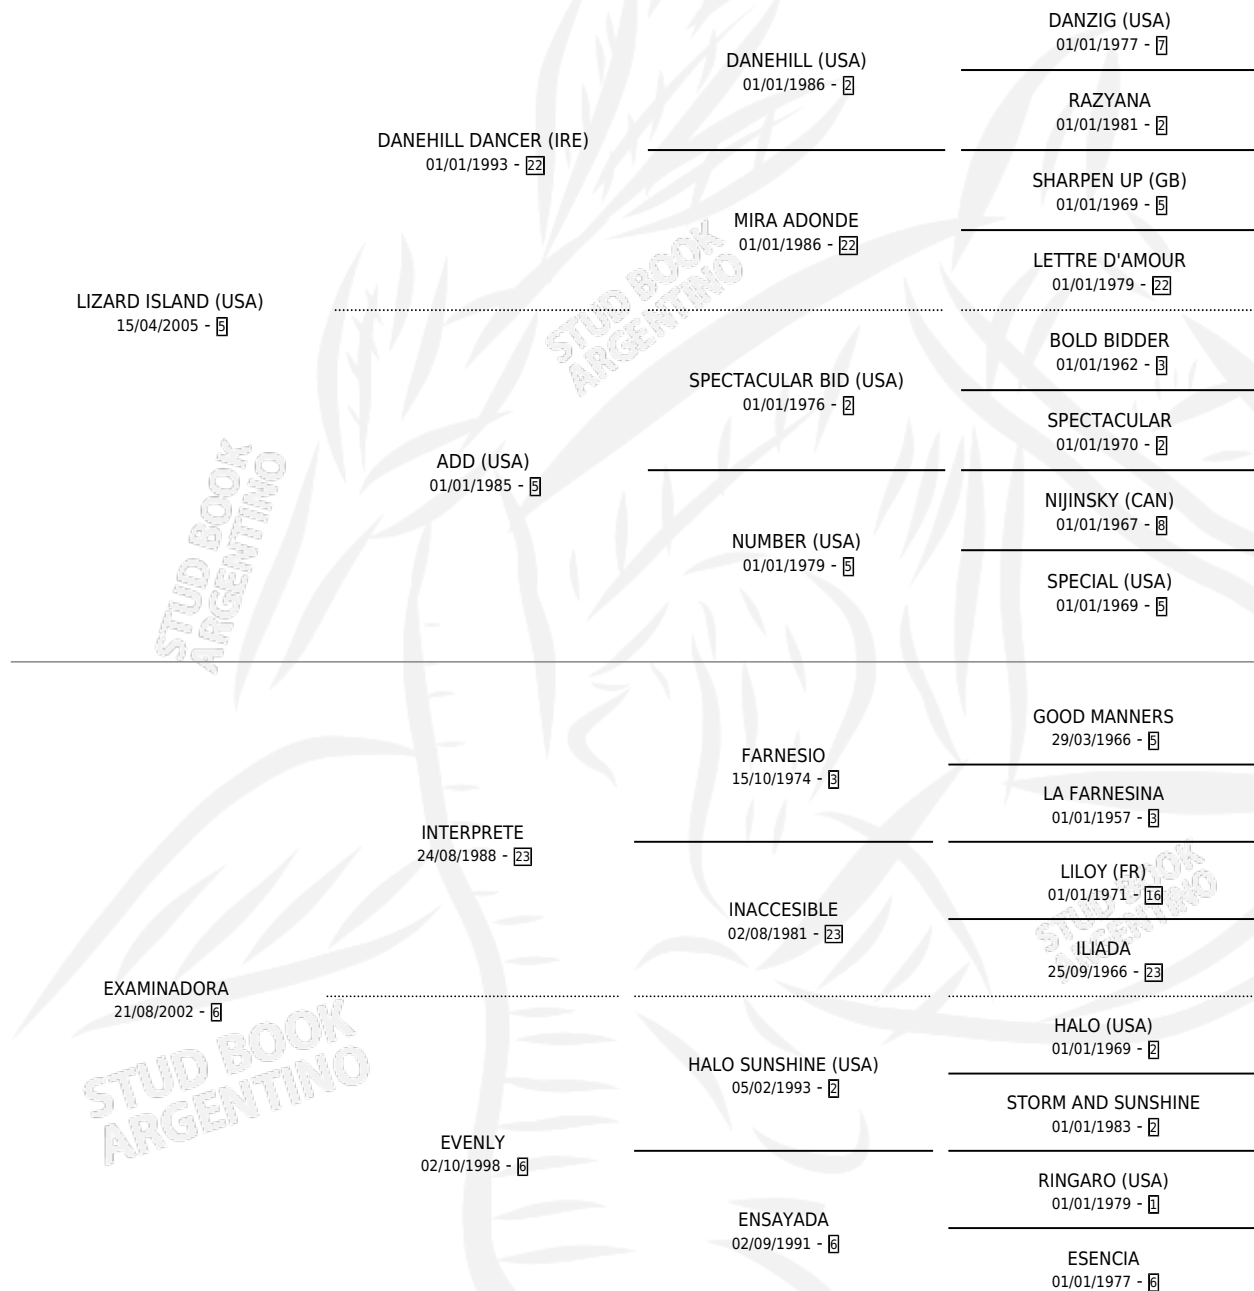 DANZIG (USA)
01/01/1977 - 7
DANEHILL (USA)
01/01/1986 - 2
RAZYANA
01/01/1981 - 2
DANEHILL DANCER (IRE)
01/01/1993 - 22
SHARPEN UP (GB)
01/01/1969 - 5
MIRA ADONDE
01/01/1986 - 22
LETTRE D'AMOUR
01/01/1979 - 22
LIZARD ISLAND (USA)
15/04/2005 - 5
BOLD BIDDER
01/01/1962 - 3
SPECTACULAR BID (USA)
01/01/1976 - 2
SPECTACULAR
01/01/1970 - 2
ADD (USA)
01/01/1985 - 5
NIJINSKY (CAN)
01/01/1967 - 8
NUMBER (USA)
01/01/1979 - 5
SPECIAL (USA)
01/01/1969 - 5
GOOD MANNERS
29/03/1966 - 5
FARNESIO
15/10/1974 - 3
LA FARNESINA
01/01/1957 - 3
INTERPRETE
24/08/1988 - 23
LILOY (FR)
01/01/1971 - 16
INACCESIBLE
02/08/1981 - 23
ILIADA
25/09/1966 - 23
EXAMINADORA
21/08/2002 - 6
HALO (USA)
01/01/1969 - 2
HALO SUNSHINE (USA)
05/02/1993 - 2
STORM AND SUNSHINE
01/01/1983 - 2
EVENLY
02/10/1998 - 6
RINGARO (USA)
01/01/1979 - 1
ENSAYADA
02/09/1991 - 6
ESENCIA
01/01/1977 - 6
STUD BOOK
ARGENTINO
STUD BOOK
ARGENTINO
STUD BOOK
ARGENTINO
STUD BOOK
ARGENTINO